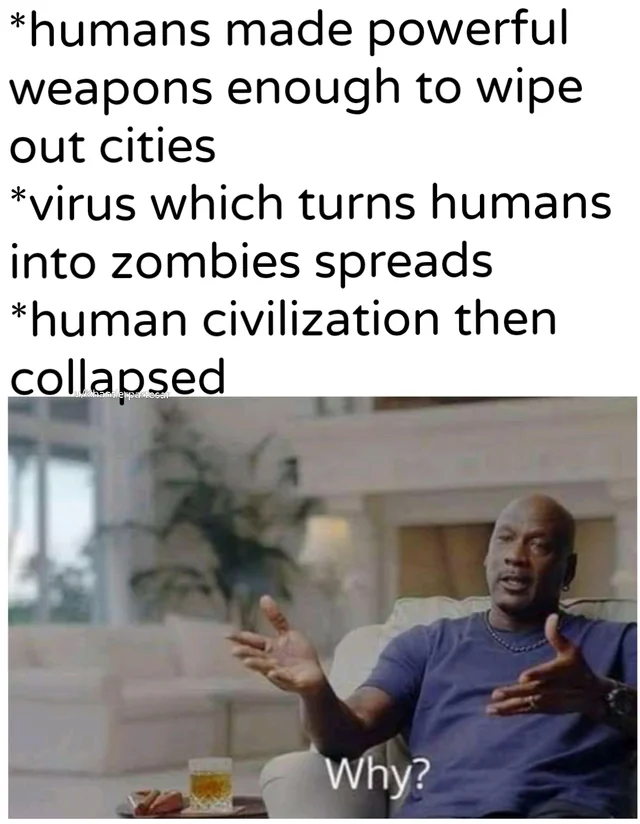 *humans made powerful
weapons enough to wipe
out cities
*virus which turns humans
into zombies spreads
*human civilization then
collapsed
Why?